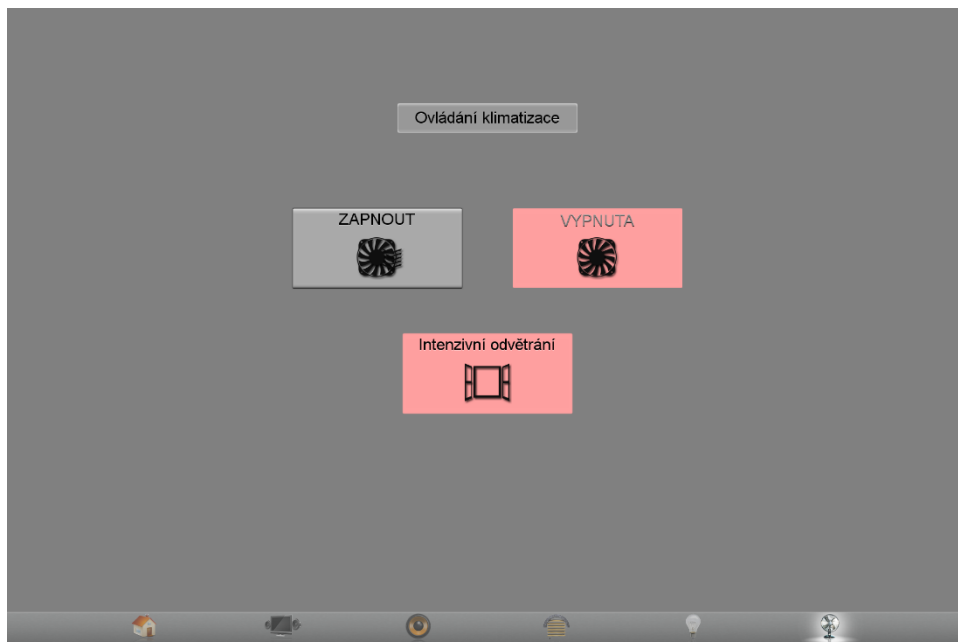 Ovládání klimatizace
ZAPNOUT
VYPNUTA
Intenzivní odvětrání